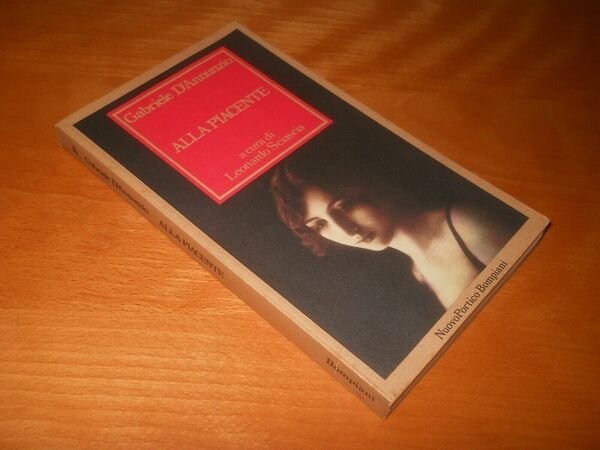 Gabriele D'Annunzio
ALLA PIACENTE
a cura di
Leonardo Sciascia
NuovoPortico Bompiani
Gabriele D'Annunzio ALLA PIACENTE
Bompiani